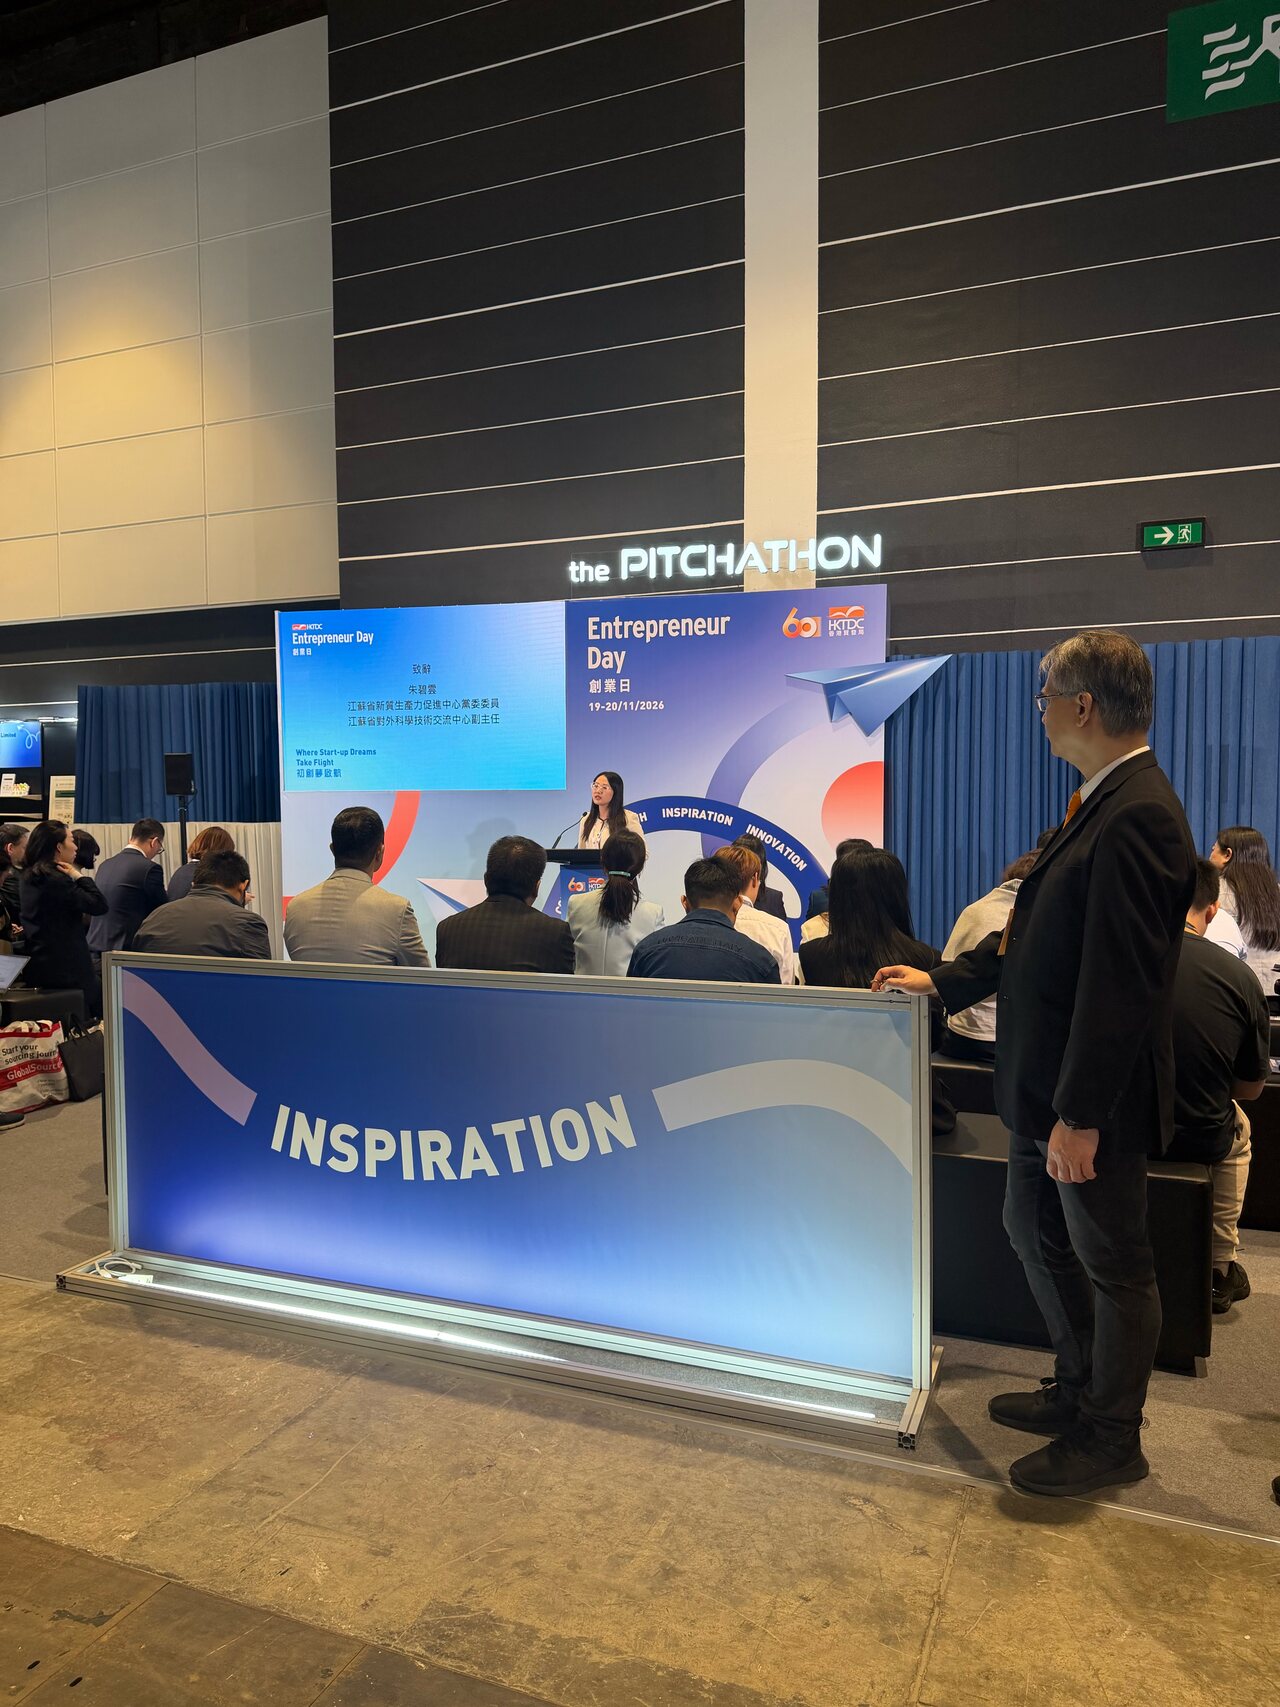 the PITCHATHON
HKTDC
Entrepreneur Day
創業日
致辭
朱碧雲
江蘇省新質生產力促進中心黨委委員
江蘇省對外科學技術交流中心副主任
Where Start-up Dreams
Take Flight
初創夢啟航
Entrepreneur
Day
創業日
19-20/11/2026
60
HKTDC
香港貿發局
INSPIRATION
INNOVATION
60
Limited
Start your
sourcing journ
GlobalSource
INSPIRATION